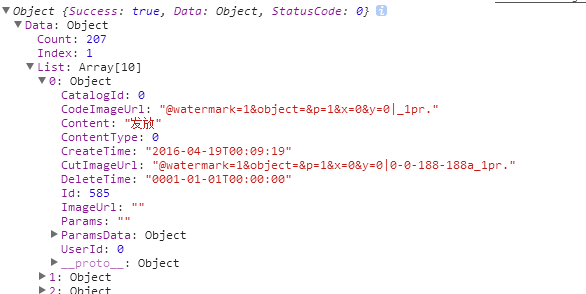 ▼ Object {Success: true, Data: Object, StatusCode: 0} i
▼ Data: Object
Count: 207
Index: 1
▼ List: Array[10]
▼ 0: Object
CatalogId: 0
CodeImageUrl: "@watermark=1&object=&p=1&x=0&y=0|_1pr."
Content: "发放"
ContentType: 0
CreateTime: "2016-04-19T00:09:19"
CutImageUrl: "@watermark=1&object=&p=1&x=0&y=0|0-0-188-188a_1pr."
DeleteTime: "0001-01-01T00:00:00"
Id: 585
ImageUrl: ""
Params: ""
▶ ParamsData: Object
UserId: 0
▶ __proto__: Object
▶ 1: Object
▶ 2: Object